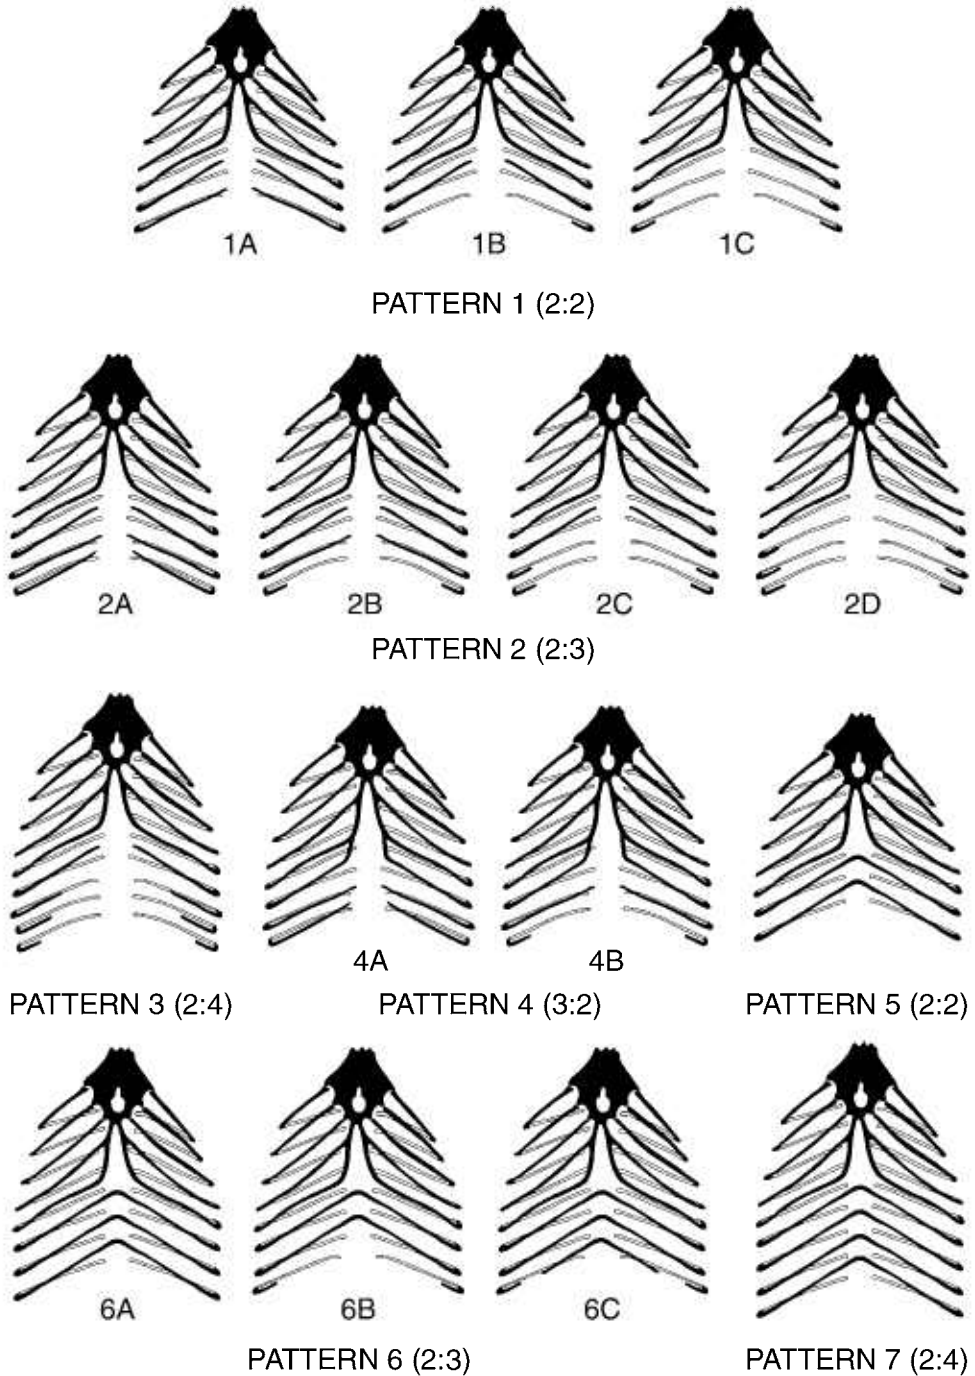 1A 1B 1C
PATTERN 1 (2:2)
2A 2B 2C 2D
PATTERN 2 (2:3)
4A 4B
PATTERN 3 (2:4) PATTERN 4 (3:2) PATTERN 5 (2:2)
6A 6B 6C
PATTERN 6 (2:3) PATTERN 7 (2:4)